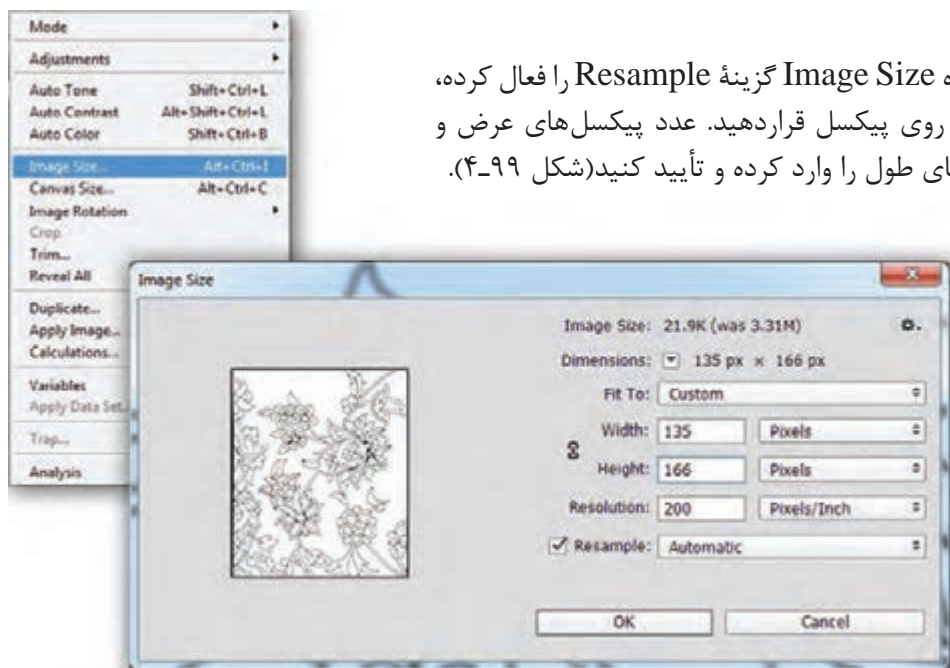 Mode
Adjustments
Auto Tone Shift+Ctrl+L
Auto Contrast Alt+Shift+Ctrl+L
Auto Color Shift+Ctrl+B
Image Size... Alt+Ctrl+I
Canvas Size... Alt+Ctrl+C
Image Rotation
Crop
Trim...
Reveal All
Duplicate...
Apply Image...
Calculations...
Variables
Apply Data Set
Trap...
Analysis
Image Size گزینهٔ Resample را فعال کرده،
روی پیکسل قراردهید. عدد پیکسل‌های عرض و
طول را وارد کرده و تأیید کنید(شکل ۹۹ـ۴).
Image Size
Image Size: 21.9K (was 3.31M)
Dimensions: 135 px × 166 px
Fit To: Custom
Width: 135 Pixels
Height: 166 Pixels
Resolution: 200 Pixels/Inch
Resample: Automatic
OK Cancel